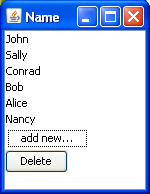 Name
John
Sally
Conrad
Bob
Alice
Nancy
add new...
Delete